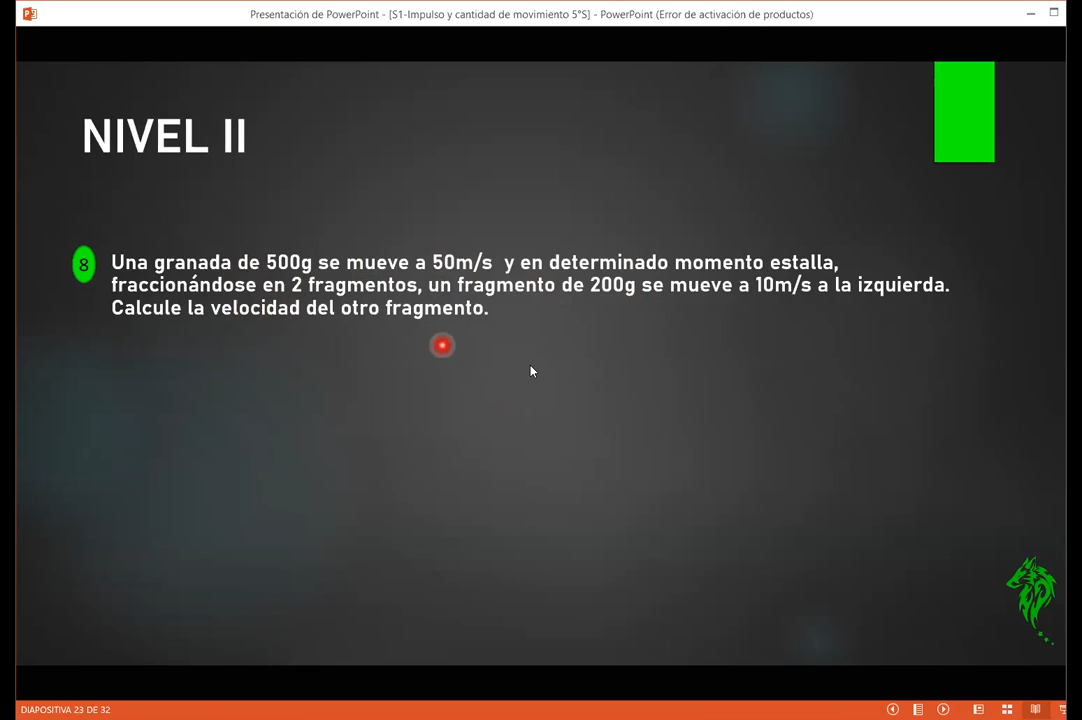 Presentación de PowerPoint - [S1-Impulso y cantidad de movimiento 5°S] - PowerPoint (Error de activación de productos)
NIVEL II
8 Una granada de 500g se mueve a 50m/s y en determinado momento estalla,
fraccionándose en 2 fragmentos, un fragmento de 200g se mueve a 10m/s a la izquierda.
Calcule la velocidad del otro fragmento.
DIAPOSITIVA 23 DE 32